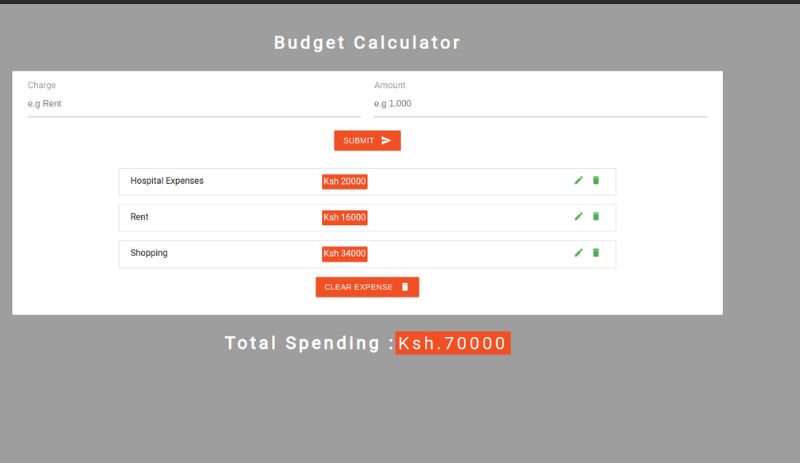 Budget Calculator
Charge Amount
e.g Rent e.g 1,000
SUBMIT
Hospital Expenses Ksh 20000
Rent Ksh 16000
Shopping Ksh 34000
CLEAR EXPENSE
Total Spending :Ksh.70000